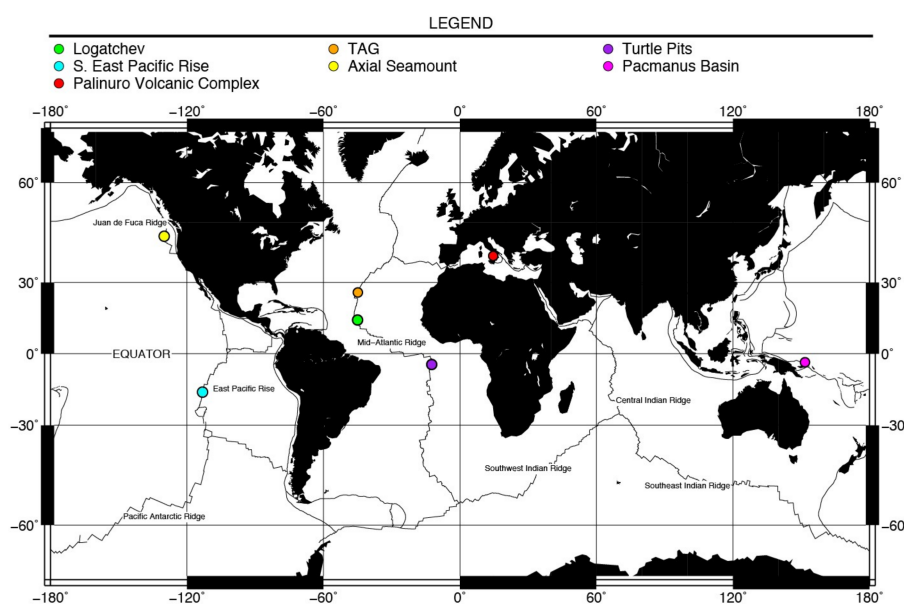 LEGEND
Logatchev
TAG
Turtle Pits
S. East Pacific Rise
Axial Seamount
Pacmanus Basin
Palinuro Volcanic Complex
−180° −120° −60° 0° 60° 120° 180°
60° 60°
Juan de Fuca Ridge
30° 30°
Mid−Atlantic Ridge
0° EQUATOR 0°
East Pacific Rise
Central Indian Ridge
−30° −30°
Southwest Indian Ridge
Southeast Indian Ridge
Pacific Antarctic Ridge
−60° −60°
−180° −120° −60° 0° 60° 120° 180°